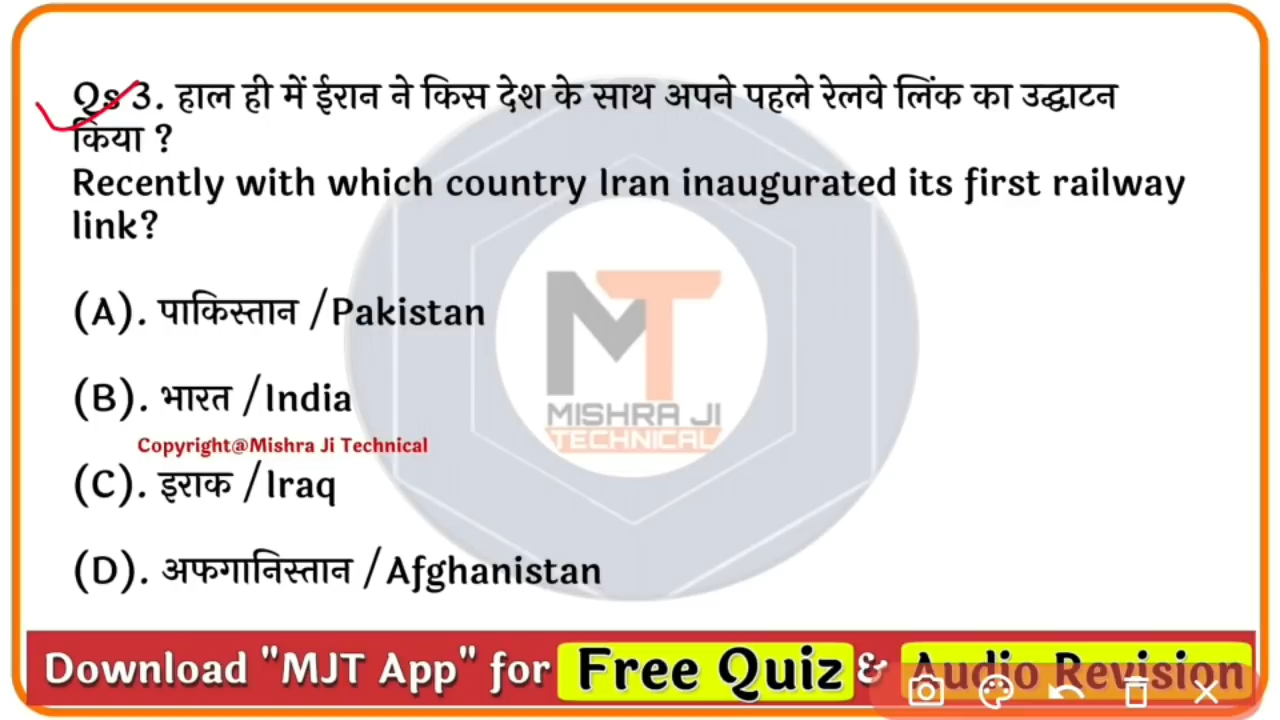 Qs 3. हाल ही में ईरान ने किस देश के साथ अपने पहले रेलवे लिंक का उद्घाटन
किया ?
Recently with which country Iran inaugurated its first railway
link?
(A). पाकिस्तान /Pakistan
(B). भारत /India
Copyright@Mishra Ji Technical
(C). इराक /Iraq
(D). अफगानिस्तान /Afghanistan
MT
MISHRA JI
TECHNICAL
Download "MJT App" for Free Quiz & Audio Revision